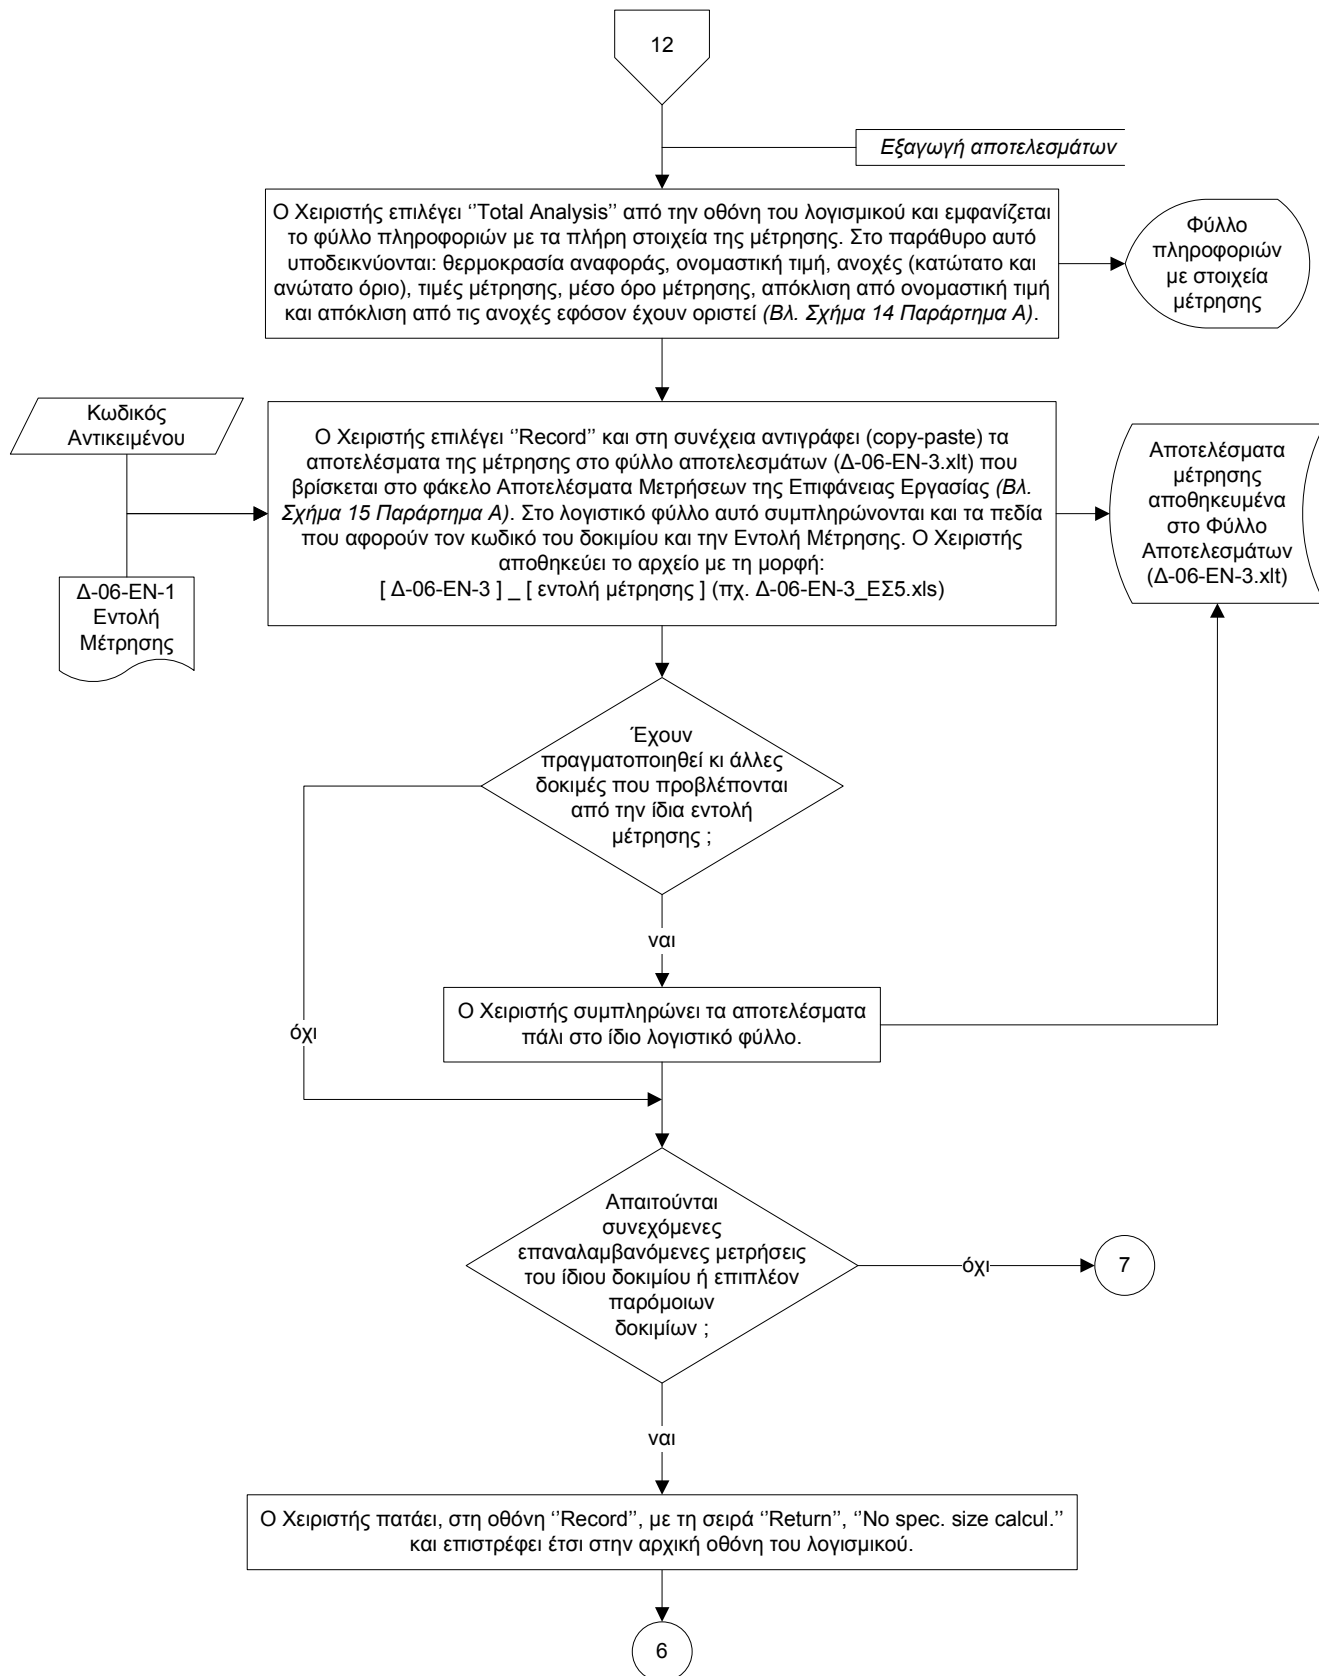 12
Εξαγωγή αποτελεσμάτων
Ο Χειριστής επιλέγει ‘‘Total Analysis’’ από την οθόνη του λογισμικού και εμφανίζεται
το φύλλο πληροφοριών με τα πλήρη στοιχεία της μέτρησης. Στο παράθυρο αυτό
υποδεικνύονται: θερμοκρασία αναφοράς, ονομαστική τιμή, ανοχές (κατώτατο και
ανώτατο όριο), τιμές μέτρησης, μέσο όρο μέτρησης, απόκλιση από ονομαστική τιμή
και απόκλιση από τις ανοχές εφόσον έχουν οριστεί (Βλ. Σχήμα 14 Παράρτημα Α).
Φύλλο
πληροφοριών
με στοιχεία
μέτρησης
Κωδικός
Αντικειμένου
Δ-06-ΕΝ-1
Εντολή
Μέτρησης
Ο Χειριστής επιλέγει ‘‘Record’’ και στη συνέχεια αντιγράφει (copy-paste) τα
αποτελέσματα της μέτρησης στο φύλλο αποτελεσμάτων (Δ-06-ΕΝ-3.xlt) που
βρίσκεται στο φάκελο Αποτελέσματα Μετρήσεων της Επιφάνειας Εργασίας (Βλ.
Σχήμα 15 Παράρτημα Α). Στο λογιστικό φύλλο αυτό συμπληρώνονται και τα πεδία
που αφορούν τον κωδικό του δοκιμίου και την Εντολή Μέτρησης. Ο Χειριστής
αποθηκεύει το αρχείο με τη μορφή:
[ Δ-06-ΕΝ-3 ] _ [ εντολή μέτρησης ] (πχ. Δ-06-ΕΝ-3_ΕΣ5.xls)
Αποτελέσματα
μέτρησης
αποθηκευμένα
στο Φύλλο
Αποτελεσμάτων
(Δ-06-ΕΝ-3.xlt)
Έχουν
πραγματοποιηθεί κι άλλες
δοκιμές που προβλέπονται
από την ίδια εντολή
μέτρησης ;
ναι
όχι
Ο Χειριστής συμπληρώνει τα αποτελέσματα
πάλι στο ίδιο λογιστικό φύλλο.
Απαιτούνται
συνεχόμενες
επαναλαμβανόμενες μετρήσεις
του ίδιου δοκιμίου ή επιπλέον
παρόμοιων
δοκιμίων ;
όχι
7
ναι
Ο Χειριστής πατάει, στη οθόνη ‘‘Record’’, με τη σειρά ‘‘Return’’, ‘‘No spec. size calcul.’’
και επιστρέφει έτσι στην αρχική οθόνη του λογισμικού.
6